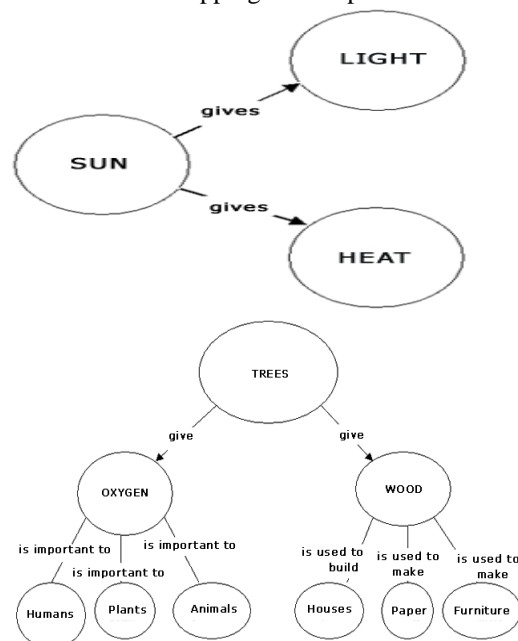 LIGHT
gives
SUN
gives
HEAT
TREES
give
give
OXYGEN
WOOD
is important to
is important to
is important to
is used to
build
is used to
make
is used to
make
Humans
Plants
Animals
Houses
Paper
Furniture